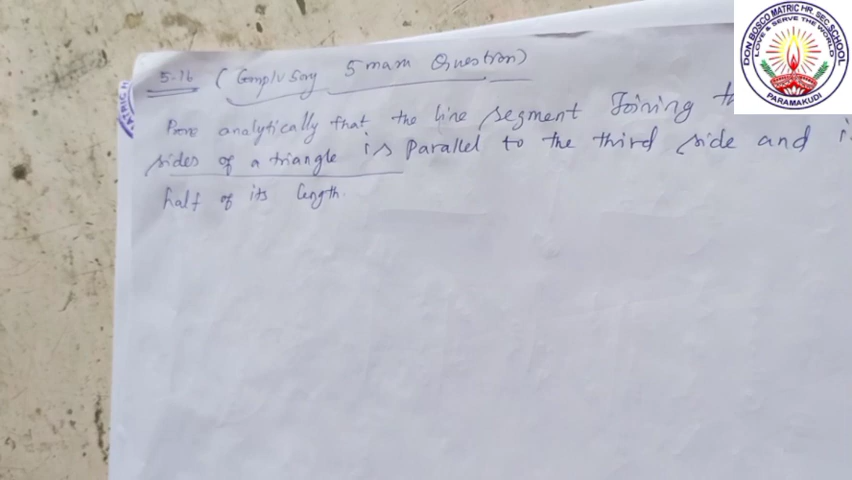 5.16 (Complusory 5 mark Question)
Prove analytically that the line segment Joining th
sides of a triangle is parallel to the third side and i
half of its length.
DON BOSCO MATRIC HR. SEC SCHOOL
LOVE & SERVE THE WORLD
PARAMAKUDI